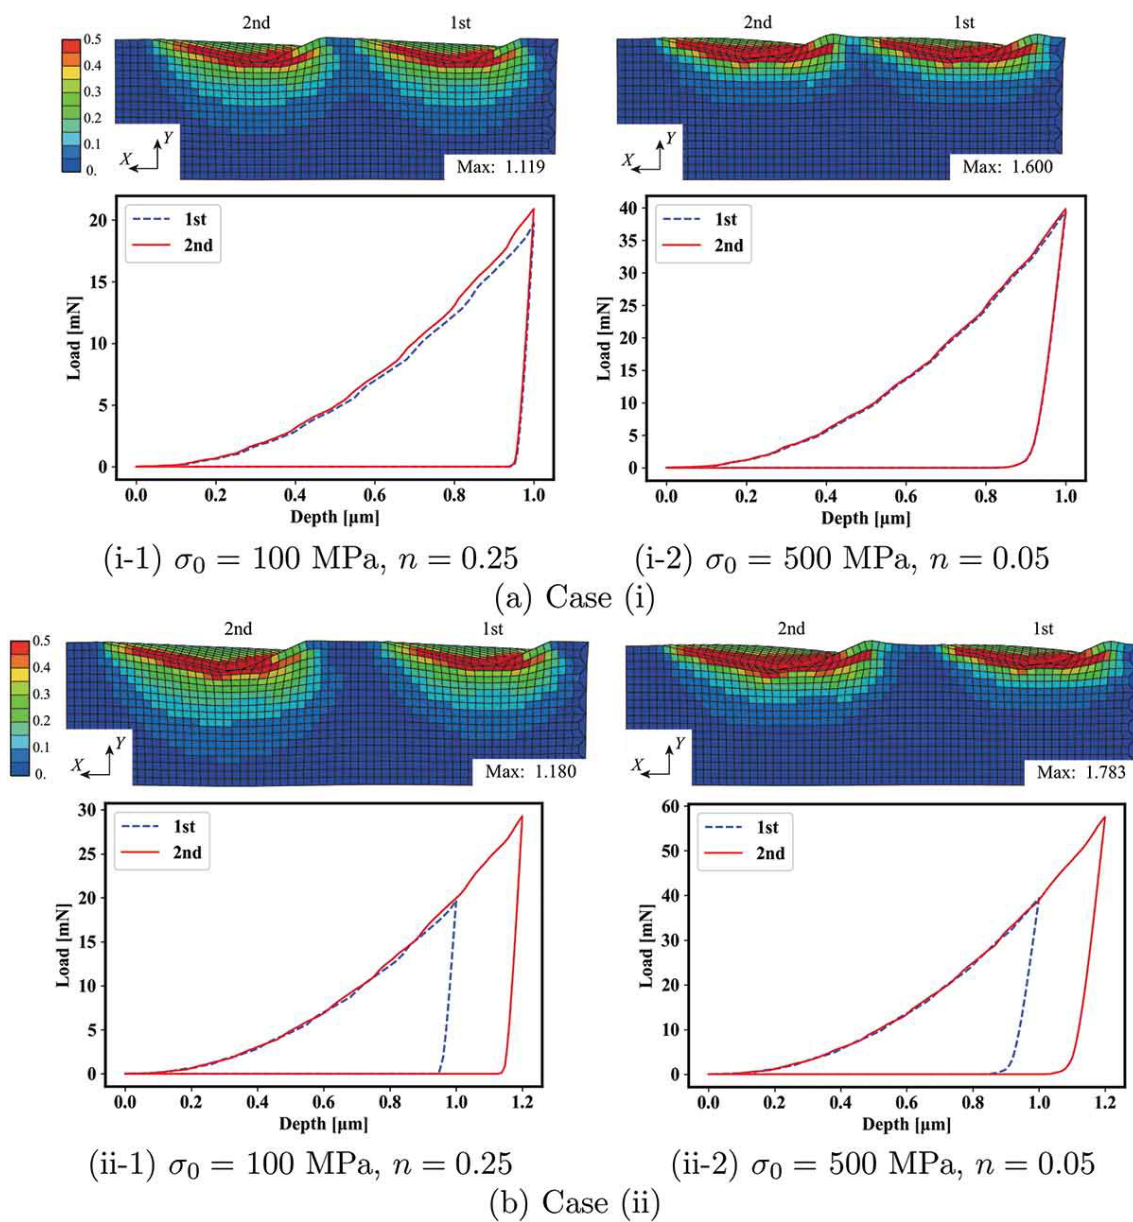 2nd 1st 2nd 1st
0.5
0.4
0.3
0.2
0.1
0.
Y
X
Max: 1.119
Y
X
Max: 1.600
1st
2nd
20
15
10
5
0
Load [mN]
0.0 0.2 0.4 0.6 0.8 1.0
Depth [μm]
1st
2nd
40
35
30
25
20
15
10
5
0
Load [mN]
0.0 0.2 0.4 0.6 0.8 1.0
Depth [μm]
(i-1) σ₀ = 100 MPa, n = 0.25
(i-2) σ₀ = 500 MPa, n = 0.05
(a) Case (i)
2nd 1st 2nd 1st
0.5
0.4
0.3
0.2
0.1
0.
Y
X
Max: 1.180
Y
X
Max: 1.783
1st
2nd
30
25
20
15
10
5
0
Load [mN]
0.0 0.2 0.4 0.6 0.8 1.0 1.2
Depth [μm]
1st
2nd
60
50
40
30
20
10
0
Load [mN]
0.0 0.2 0.4 0.6 0.8 1.0 1.2
Depth [μm]
(ii-1) σ₀ = 100 MPa, n = 0.25
(ii-2) σ₀ = 500 MPa, n = 0.05
(b) Case (ii)